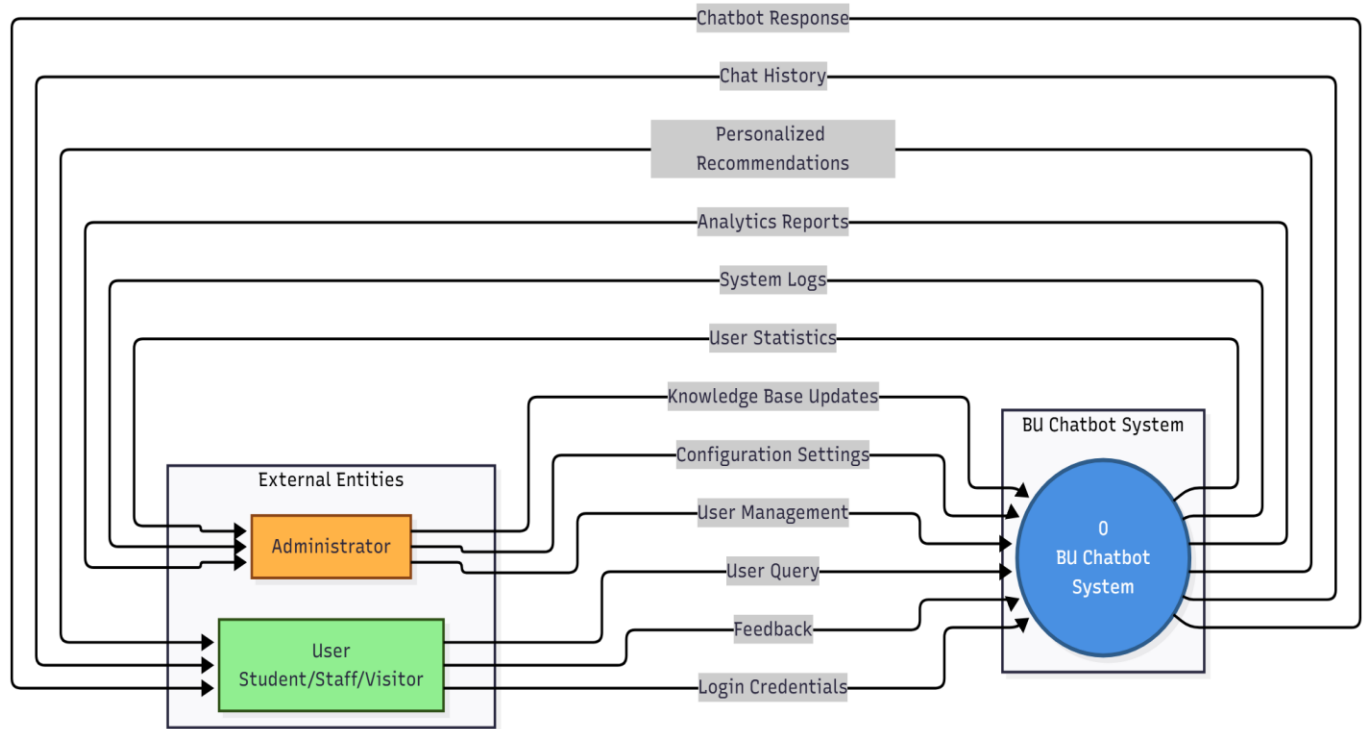 Chatbot Response
Chat History
Personalized
Recommendations
Analytics Reports
System Logs
User Statistics
Knowledge Base Updates
BU Chatbot System
Configuration Settings
External Entities
User Management
Administrator
0
BU Chatbot
System
User Query
Feedback
User
Student/Staff/Visitor
Login Credentials